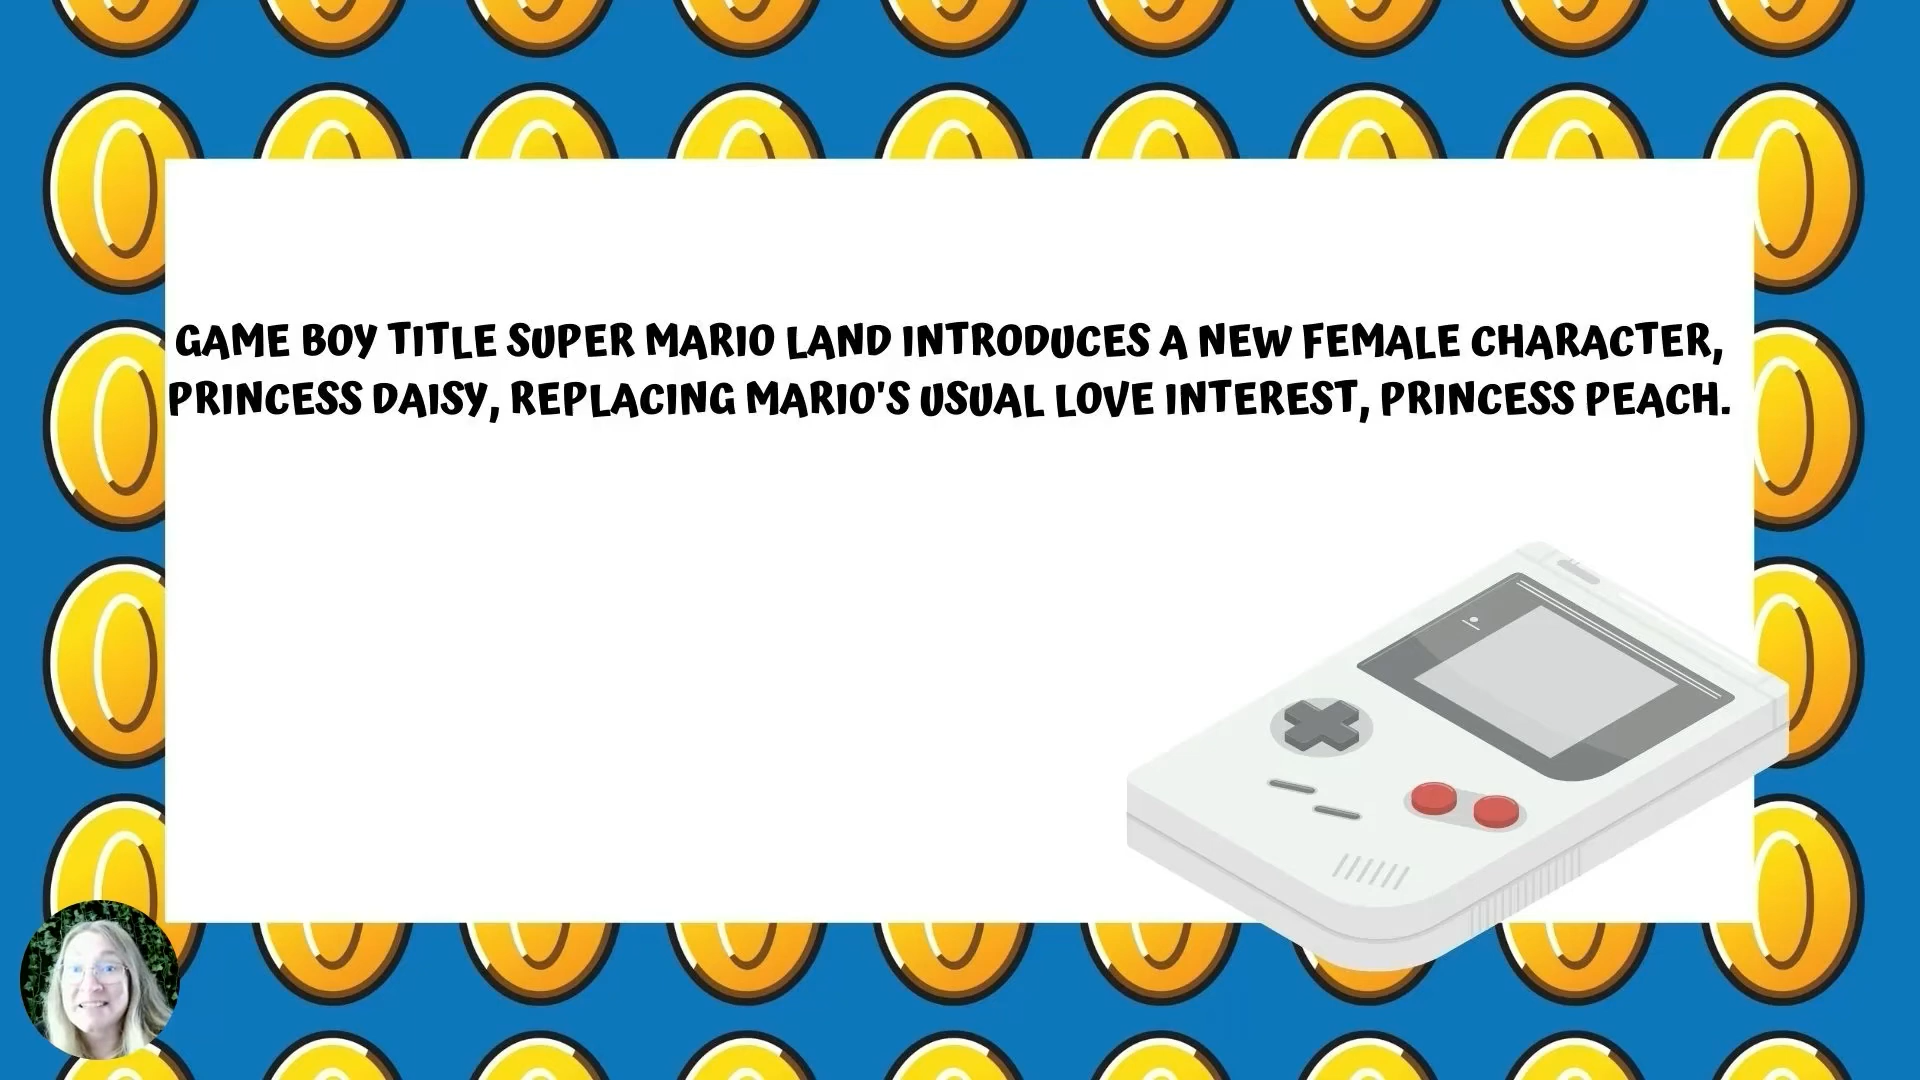 GAME BOY TITLE SUPER MARIO LAND INTRODUCES A NEW FEMALE CHARACTER,
PRINCESS DAISY, REPLACING MARIO'S USUAL LOVE INTEREST, PRINCESS PEACH.